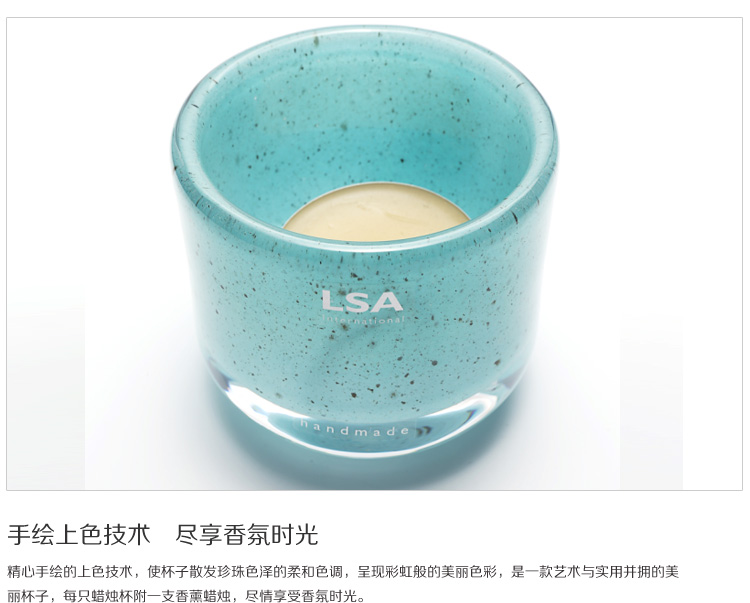 LSA
international
handmade
手绘上色技术 尽享香氛时光
精心手绘的上色技术，使杯子散发珍珠色泽的柔和色调，呈现彩虹般的美丽色彩，是一款艺术与实用并拥的美
丽杯子，每只蜡烛杯附一支香薰蜡烛，尽情享受香氛时光。